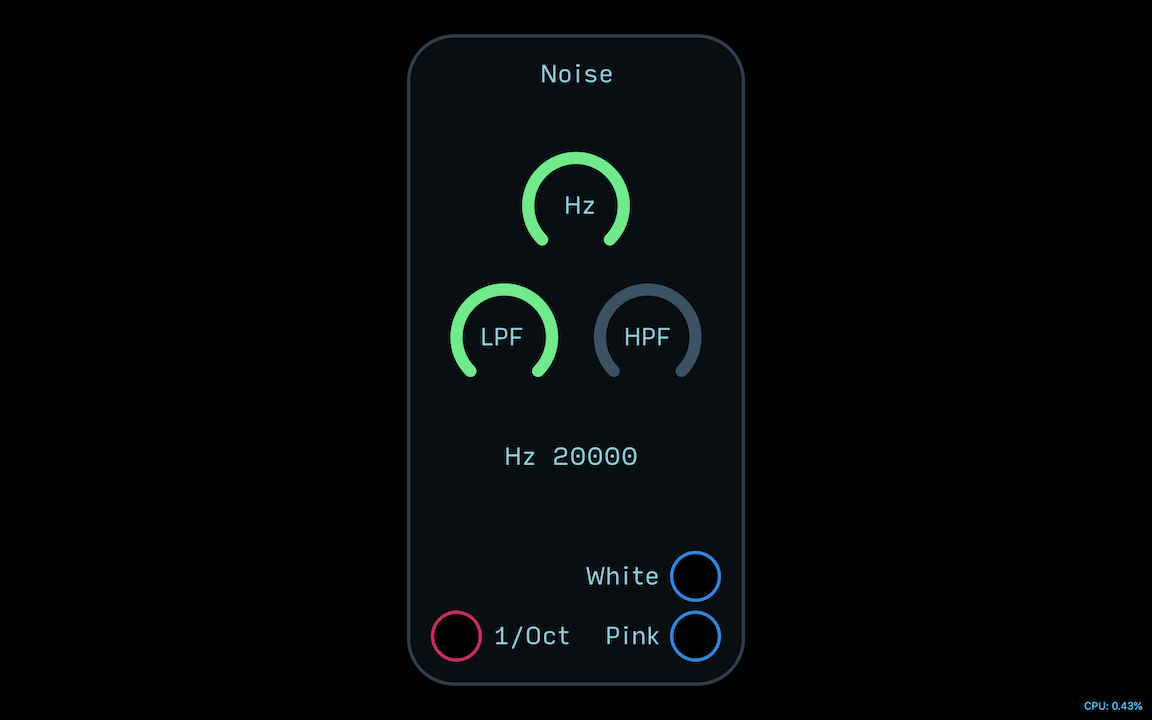 Noise
Hz
LPF HPF
Hz 20000
White
1/Oct Pink
CPU: 0.43%